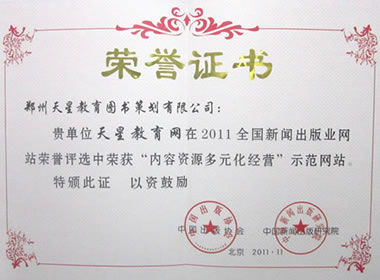 荣誉证书
郑州天星教育图书策划有限公司：
贵单位天星教育网在2011全国新闻出版业网
站荣誉评选中荣获“内容资源多元化经营”示范网站。
特颁此证 以资鼓励
中国出版协会 中国新闻出版研究院
北京 2011·11